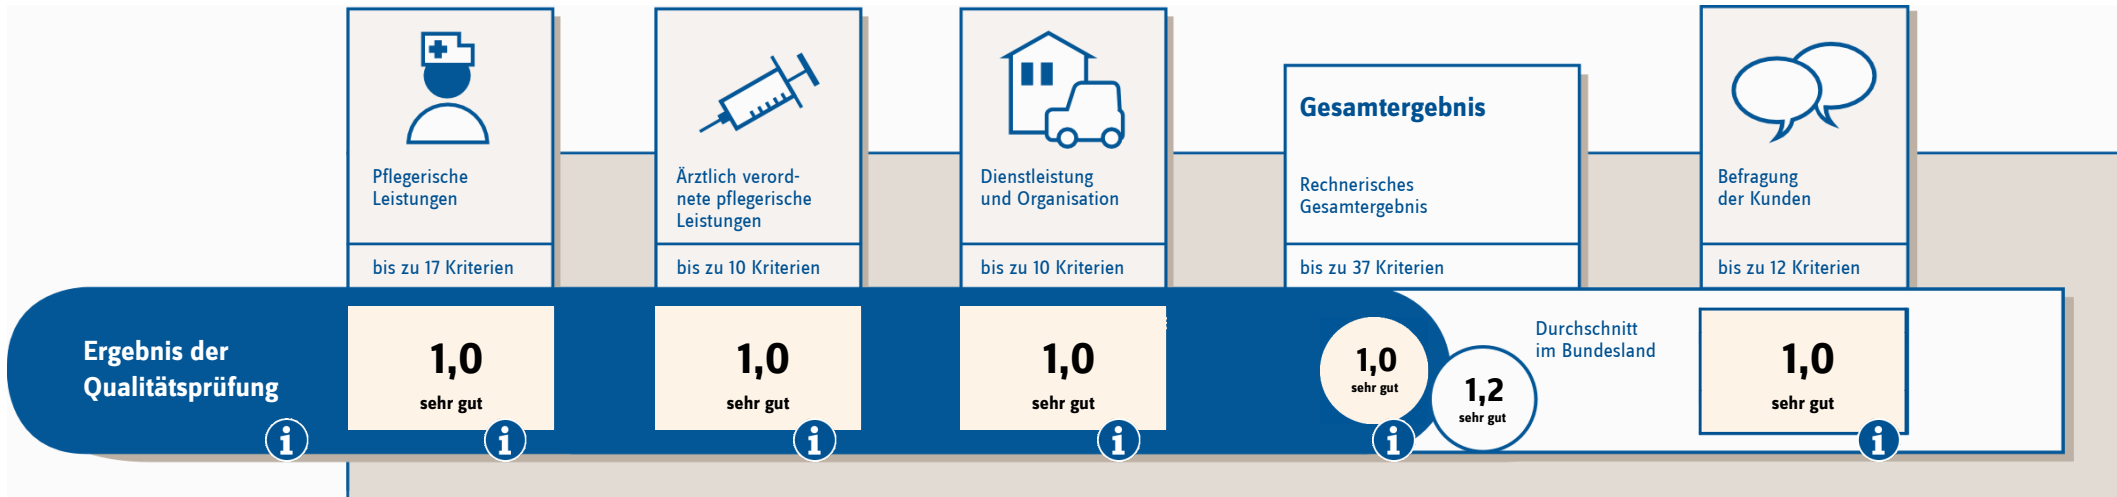 Pflegerische
Leistungen
bis zu 17 Kriterien
Ärztlich verord-
nete pflegerische
Leistungen
bis zu 10 Kriterien
Dienstleistung
und Organisation
bis zu 10 Kriterien
Gesamtergebnis
Rechnerisches
Gesamtergebnis
bis zu 37 Kriterien
Befragung
der Kunden
bis zu 12 Kriterien
Ergebnis der
Qualitätsprüfung
i
1,0
sehr gut
i
1,0
sehr gut
i
1,0
sehr gut
i
1,0
sehr gut
i
1,2
sehr gut
Durchschnitt
im Bundesland
1,0
sehr gut
i